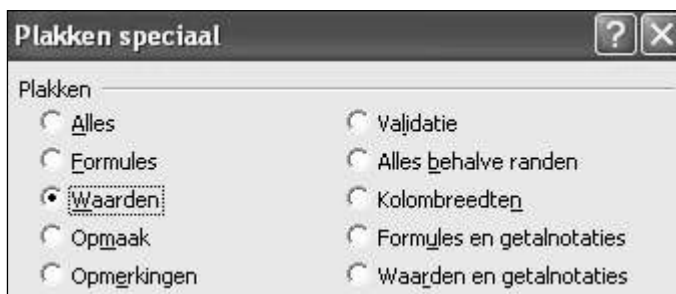 Plakken speciaal
Plakken
Alles
Formules
Waarden
Opmaak
Opmerkingen
Validatie
Alles behalve randen
Kolombreedten
Formules en getalnotaties
Waarden en getalnotaties